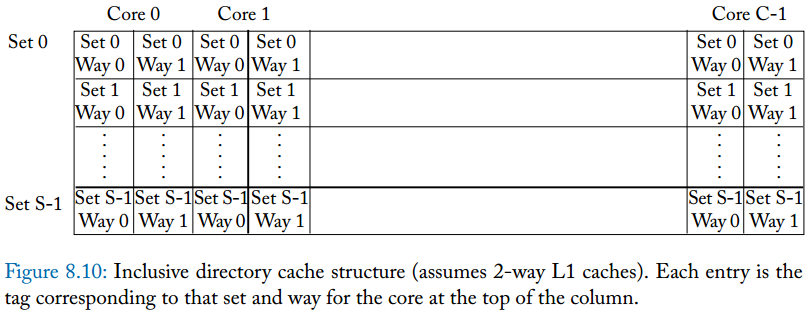 Core 0 Core 1 Core C-1
Set 0 Set 0 Set 0 Set 0 Set 0 Set 0 Set 0
Way 0 Way 1 Way 0 Way 1 Way 0 Way 1
Set 1 Set 1 Set 1 Set 1 Set 1 Set 1
Way 0 Way 1 Way 0 Way 1 Way 0 Way 1
Set S-1 Set S-1 Set S-1 Set S-1 Set S-1 Set S-1 Set S-1
Way 0 Way 1 Way 0 Way 1 Way 0 Way 1
Figure 8.10: Inclusive directory cache structure (assumes 2-way L1 caches). Each entry is the
tag corresponding to that set and way for the core at the top of the column.